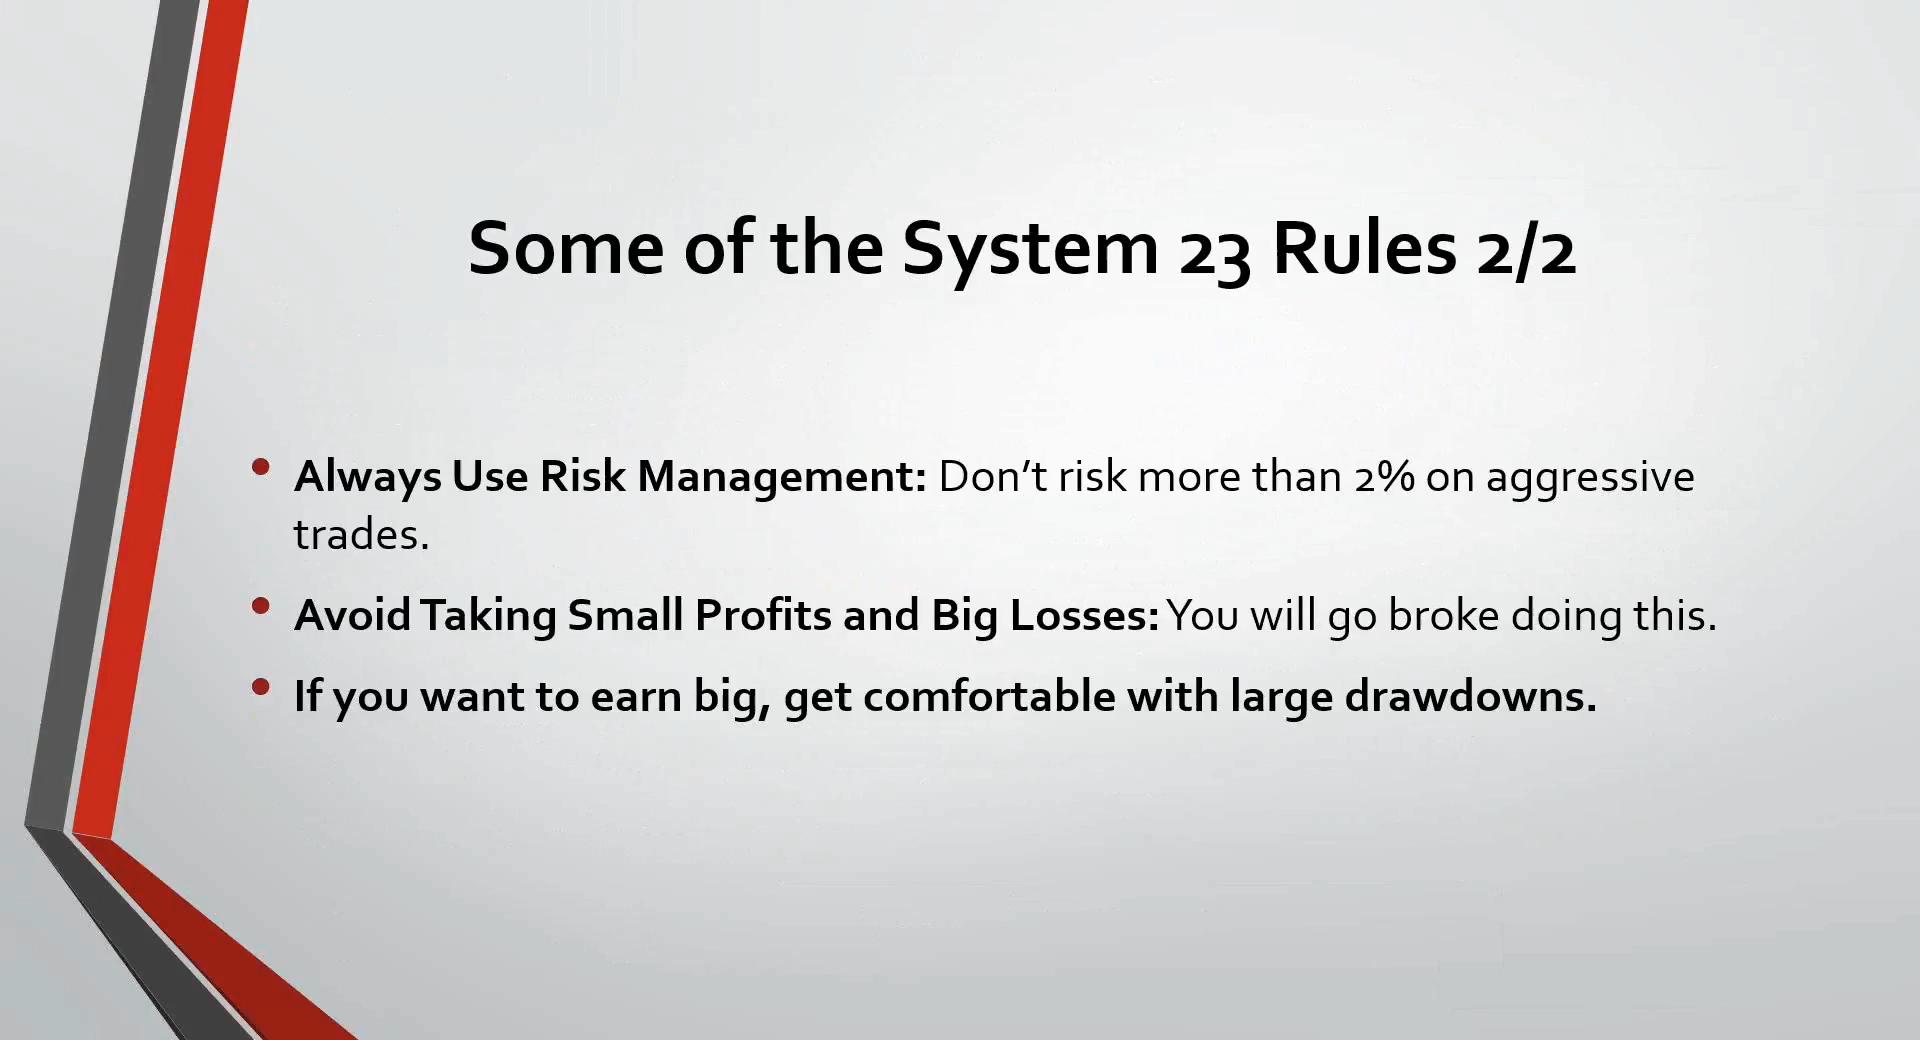 Some of the System 23 Rules 2/2
• Always Use Risk Management: Don’t risk more than 2% on aggressive
trades.
• Avoid Taking Small Profits and Big Losses: You will go broke doing this.
• If you want to earn big, get comfortable with large drawdowns.